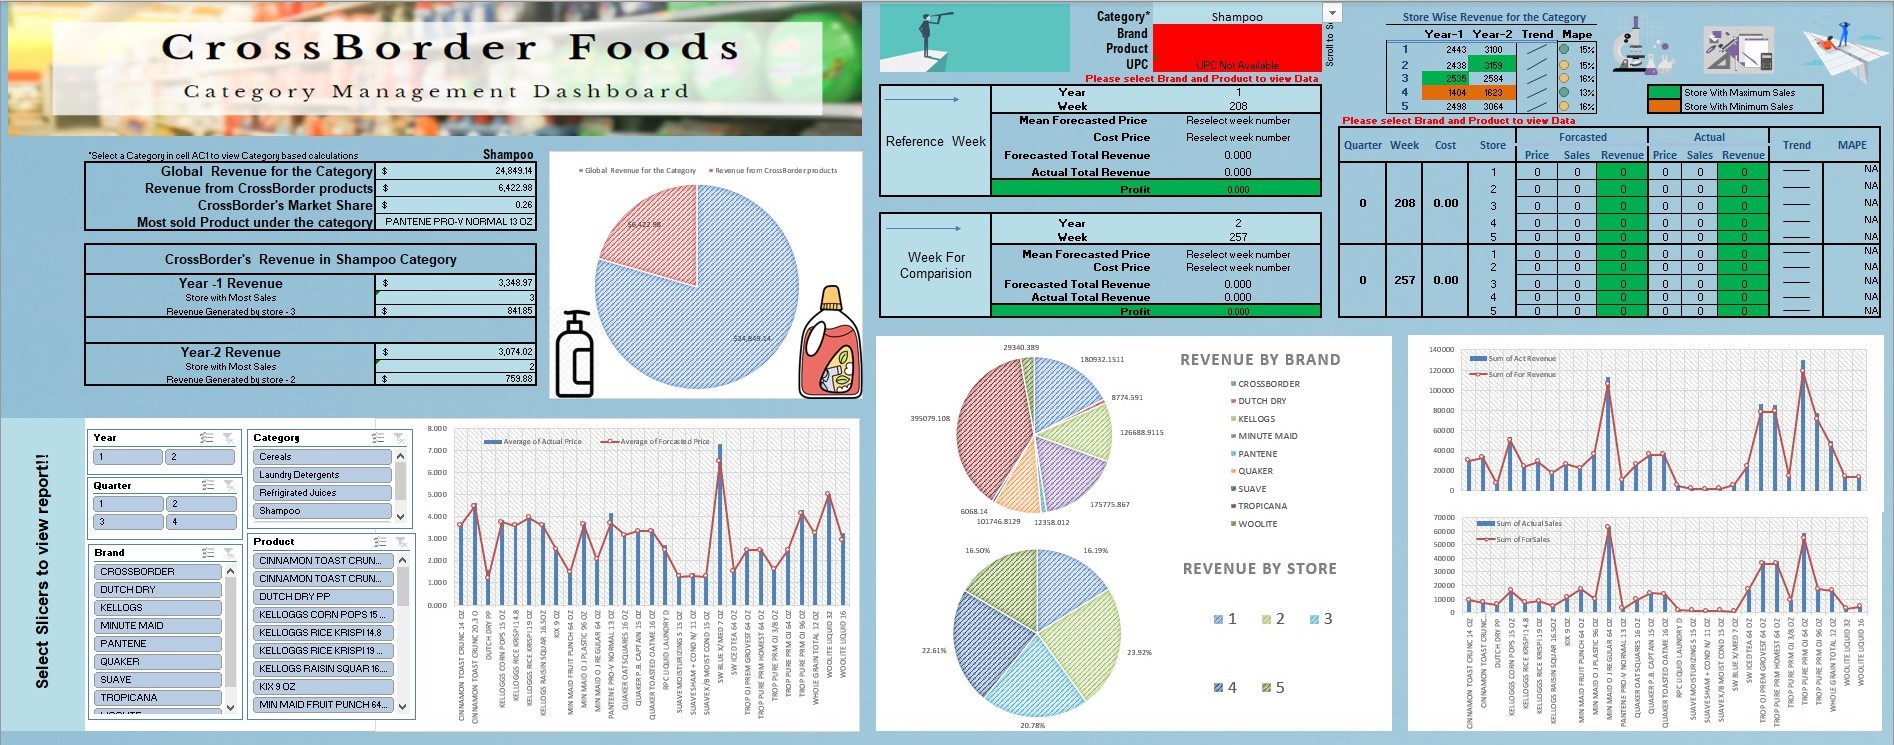 CrossBorder Foods
Category Management Dashboard
*Select a Category in cell AC1 to view Category based calculations Shampoo
Global Revenue for the Category $ 24,849.14
Revenue from CrossBorder products $ 6,422.98
CrossBorder's Market Share $ 0.26
Most sold Product under the category PANTENE PRO-V NORMAL 13 OZ
CrossBorder's Revenue in Shampoo Category
Year -1 Revenue $ 3,348.97
Store with Most Sales 3
Revenue Generated by store - 3 $ 841.85
Year-2 Revenue $ 3,074.02
Store with Most Sales 2
Revenue Generated by store - 2 $ 759.88
Global Revenue for the Category Revenue from CrossBorder products
$6,422.98
$24,849.14
Category* Shampoo
Brand
Product
UPC UPC Not Available
Scroll to S
Please select Brand and Product to view Data
Reference Week
Year 1
Week 208
Mean Forecasted Price Reselect week number
Cost Price Reselect week number
Forecasted Total Revenue 0.000
Actual Total Revenue 0.000
Profit 0.000
Week For Comparision
Year 2
Week 257
Mean Forecasted Price Reselect week number
Cost Price Reselect week number
Forecasted Total Revenue 0.000
Actual Total Revenue 0.000
Profit 0.000
Store Wise Revenue for the Category
Year-1 Year-2 Trend Mape
1 2443 3100 15%
2 2438 3159 15%
3 2535 2584 16%
4 1404 1623 13%
5 2498 3064 16%
Store With Maximum Sales
Store With Minimum Sales
Please select Brand and Product to view Data
Quarter Week Cost Store Forcasted Actual Trend MAPE
Price Sales Revenue Price Sales Revenue
0 208 0.00
1 0 0 0 0 0 0 NA
2 0 0 0 0 0 0 NA
3 0 0 0 0 0 0 NA
4 0 0 0 0 0 0 NA
5 0 0 0 0 0 0 NA
0 257 0.00
1 0 0 0 0 0 0 NA
2 0 0 0 0 0 0 NA
3 0 0 0 0 0 0 NA
4 0 0 0 0 0 0 NA
5 0 0 0 0 0 0 NA
Select Slicers to view report!!
Year
1 2
Quarter
1 2
3 4
Brand
CROSSBORDER
DUTCH DRY
KELLOGS
MINUTE MAID
PANTENE
QUAKER
SUAVE
TROPICANA
WOOLITE
Category
Cereals
Laundry Detergents
Refrigirated Juices
Shampoo
Product
CINNAMON TOAST CRUN...
CINNAMON TOAST CRUN...
DUTCH DRY PP
KELLOGGS CORN POPS 15 ...
KELLOGGS RICE KRISPI 14.8
KELLOGGS RICE KRISPI 19 ...
KELLOGS RAISIN SQUAR 16....
KIX 9 OZ
MIN MAID FRUIT PUNCH 64...
Average of Actual Price Average of Forcasted Price
8.000
7.000
6.000
5.000
4.000
3.000
2.000
1.000
0.000
CINNAMON TOAST CRUNC 14 OZ
CINNAMON TOAST CRUNC 20.3 O
DUTCH DRY PP
KELLOGGS CORN POPS 15 OZ
KELLOGGS RICE KRISPI 14.8
KELLOGGS RICE KRISPI 19 OZ
KELLOGS RAISIN SQUAR 16.5OZ
KIX 9 OZ
MIN MAID FRUIT PUNCH 64 OZ
MIN MAID O J PLASTIC 96 OZ
MIN MAID O J REGULAR 64 OZ
PANTENE PRO-V NORMAL 13 OZ
QUAKER OAT SQUARES 16 OZ
QUAKER P.B. CAPTAIN 15 OZ
QUAKER TOASTED OATME 16 OZ
RPC LIQUID LAUNDRY D
SUAVE MOISTURIZING S 15 OZ
SUAVE SHAM + COND N/ 11 OZ
SUAVE X/B MOIST COND 15 OZ
SW BLUE X/ MED 7 OZ
SW ICED TEA 64 OZ
TROP OJ PREM GROVEST 64 OZ
TROP PURE PRM HOMEST 64 OZ
TROP PURE PRM OJ 3/8 OZ
TROP PURE PRM OJ 64 OZ
TROP PURE PRM OJ 96 OZ
WHOLE GRAIN TOTAL 12 OZ
WOOLITE LIQUID 32
WOOLITE LIQUID 16
REVENUE BY BRAND
29340.389
180932.1511
8774.591
126688.9115
175775.867
12358.012
101746.8129
6068.14
395079.108
CROSSBORDER
DUTCH DRY
KELLOGS
MINUTE MAID
PANTENE
QUAKER
SUAVE
TROPICANA
WOOLITE
REVENUE BY STORE
16.50%
16.19%
23.92%
20.78%
22.61%
1 2 3
4 5
Sum of Act Revenue
Sum of For Revenue
140000
120000
100000
80000
60000
40000
20000
0
Sum of Actual Sales
Sum of ForSales
70000
60000
50000
40000
30000
20000
10000
0
CINNAMON TOAST CRUNC 14 OZ
CINNAMON TOAST CRUNC...
DUTCH DRY PP
KELLOGGS CORN POPS 15 OZ
KELLOGGS RICE KRISPI 14.8
KELLOGGS RICE KRISPI 19 OZ
KELLOGS RAISIN SQUAR 16.5OZ
KIX 9 OZ
MIN MAID FRUIT PUNCH 64 OZ
MIN MAID O J PLASTIC 96 OZ
MIN MAID O J REGULAR 64 OZ
PANTENE PRO-V NORMAL 13 OZ
QUAKER OAT SQUARES 16 OZ
QUAKER P.B. CAPTAIN 15 OZ
QUAKER TOASTED OATME 16 OZ
RPC LIQUID LAUNDRY D
SUAVE MOISTURIZING S 15 OZ
SUAVE SHAM + COND N/ 11 OZ
SUAVE X/B MOIST COND 15 OZ
SW BLUE X/ MED 7 OZ
SW ICED TEA 64 OZ
TROP OJ PREM GROVEST 64 OZ
TROP PURE PRM HOMEST 64 OZ
TROP PURE PRM OJ 3/8 OZ
TROP PURE PRM OJ 64 OZ
TROP PURE PRM OJ 96 OZ
WHOLE GRAIN TOTAL 12 OZ
WOOLITE LIQUID 32
WOOLITE LIQUID 16